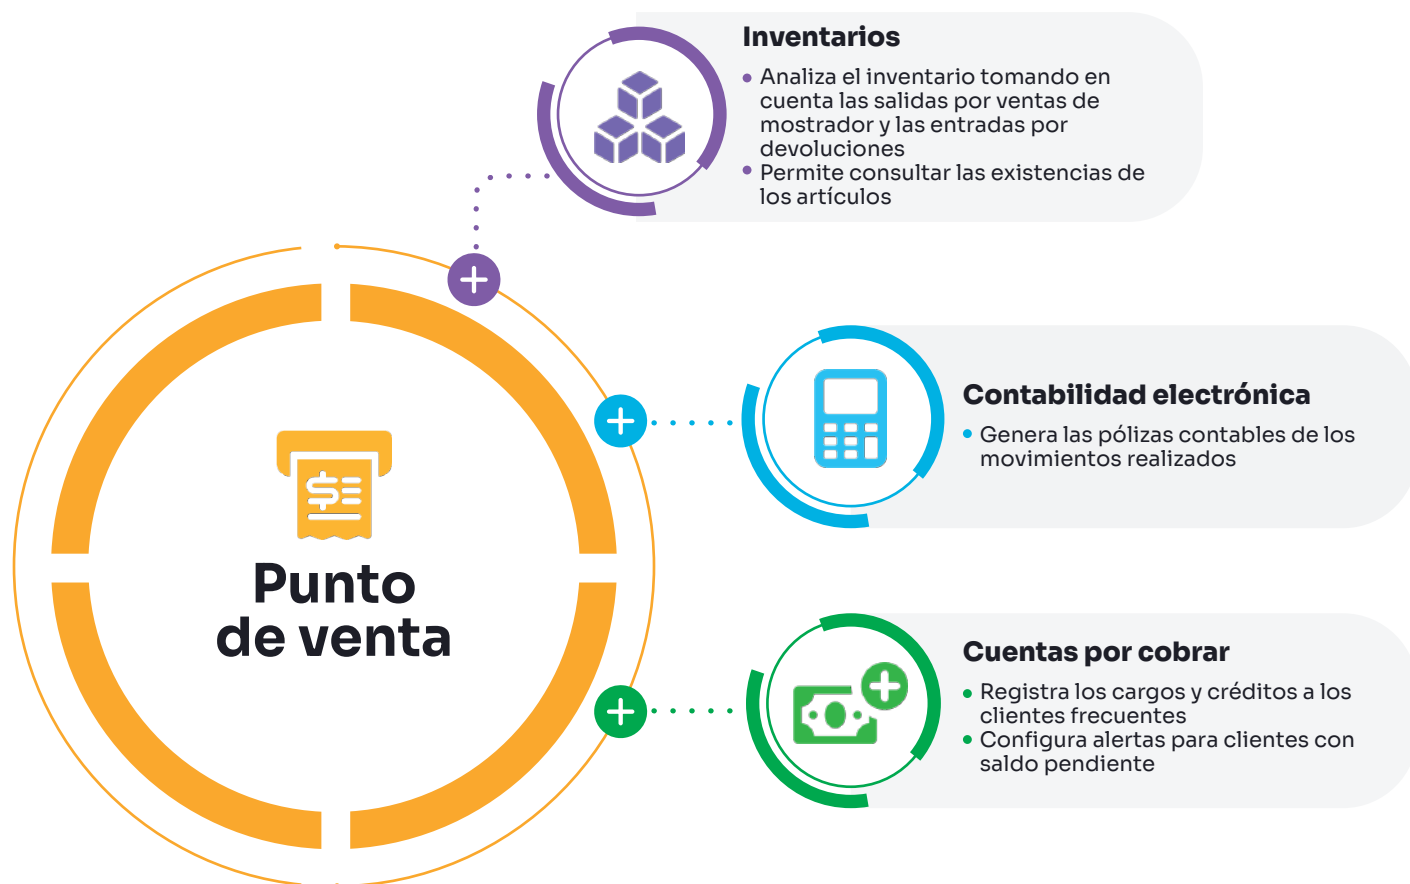 Inventarios
• Analiza el inventario tomando en
cuenta las salidas por ventas de
mostrador y las entradas por
devoluciones
• Permite consultar las existencias de
los artículos
Contabilidad electrónica
• Genera las pólizas contables de los
movimientos realizados
$
Punto
de venta
Cuentas por cobrar
• Registra los cargos y créditos a los
clientes frecuentes
• Configura alertas para clientes con
saldo pendiente